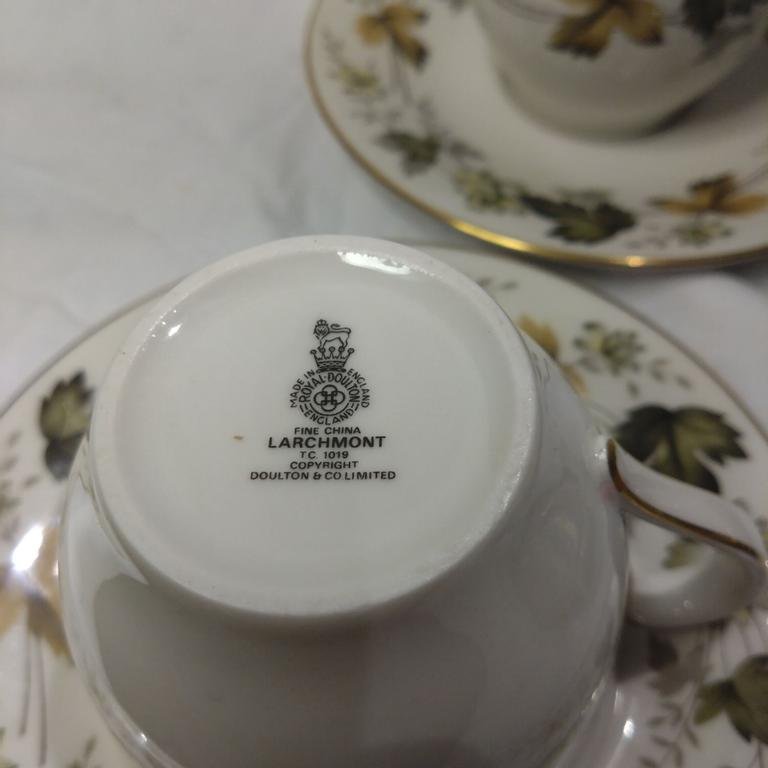 MADE IN ENGLAND
ROYAL DOULTON
ENGLAND
FINE CHINA
LARCHMONT
T.C. 1019
COPYRIGHT
DOULTON & CO LIMITED